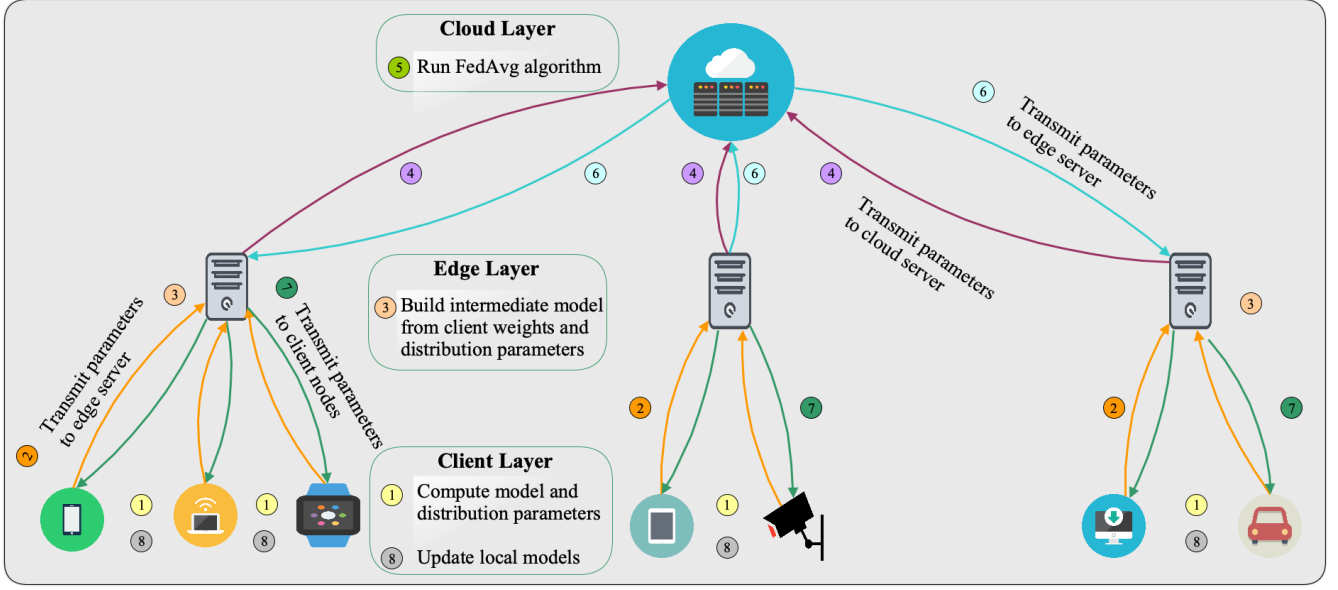 Cloud Layer
5 Run FedAvg algorithm
6
Transmit parameters
to edge server
4
6
4
6
4
Transmit parameters
to cloud server
Edge Layer
3 Build intermediate model
from client weights and
distribution parameters
3
7
Transmit parameters
to client nodes
3
2
Transmit parameters
to edge server
2
7
2
7
Client Layer
1 Compute model and
distribution parameters
8 Update local models
1
1
1
1
8
8
8
8